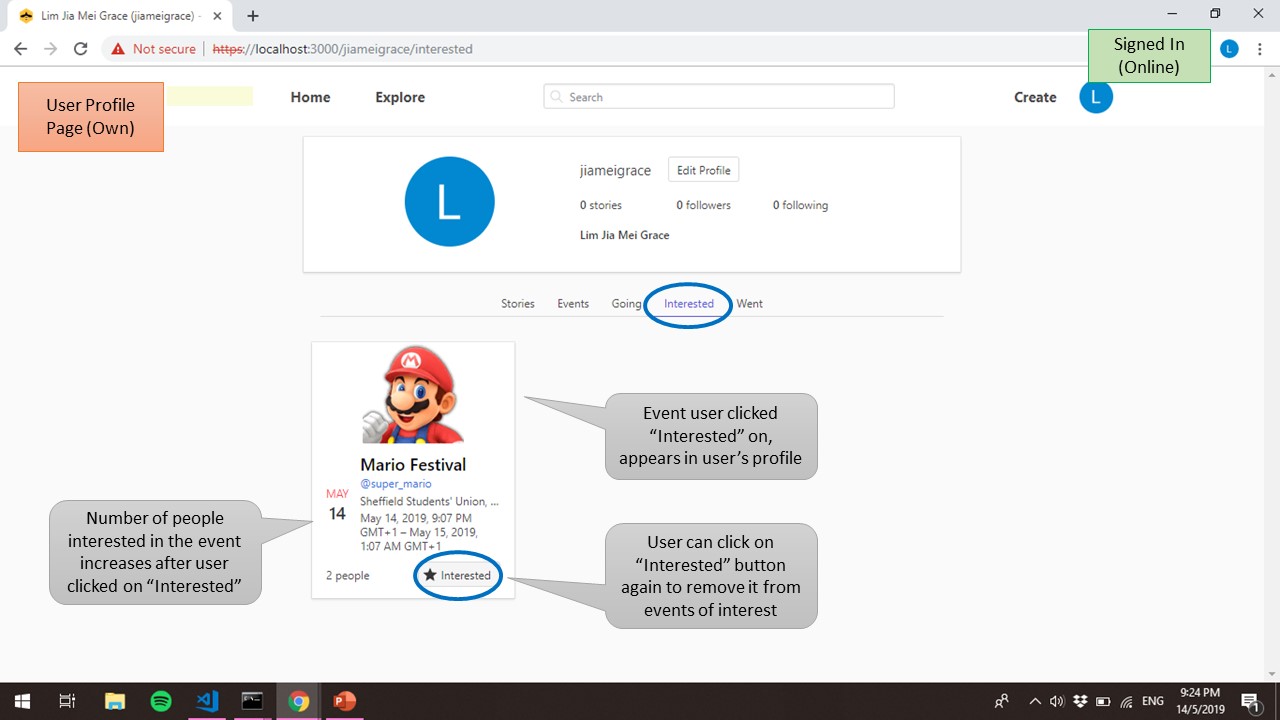 Lim Jia Mei Grace (jiameigrace) -
Not secure
https://localhost:3000/jiameigrace/interested
L
Signed In
(Online)
User Profile
Page (Own)
Home
Explore
Search
Create
L
L
jiameigrace
Edit Profile
0 stories
0 followers
0 following
Lim Jia Mei Grace
Stories
Events
Going
Interested
Went
M
Mario Festival
@super_mario
MAY
14
Sheffield Students' Union, ...
May 14, 2019, 9:07 PM
GMT+1 – May 15, 2019,
1:07 AM GMT+1
2 people
Interested
Event user clicked
“Interested” on,
appears in user’s profile
Number of people
interested in the event
increases after user
clicked on “Interested”
User can click on
“Interested” button
again to remove it from
events of interest
ENG
9:24 PM
14/5/2019
1